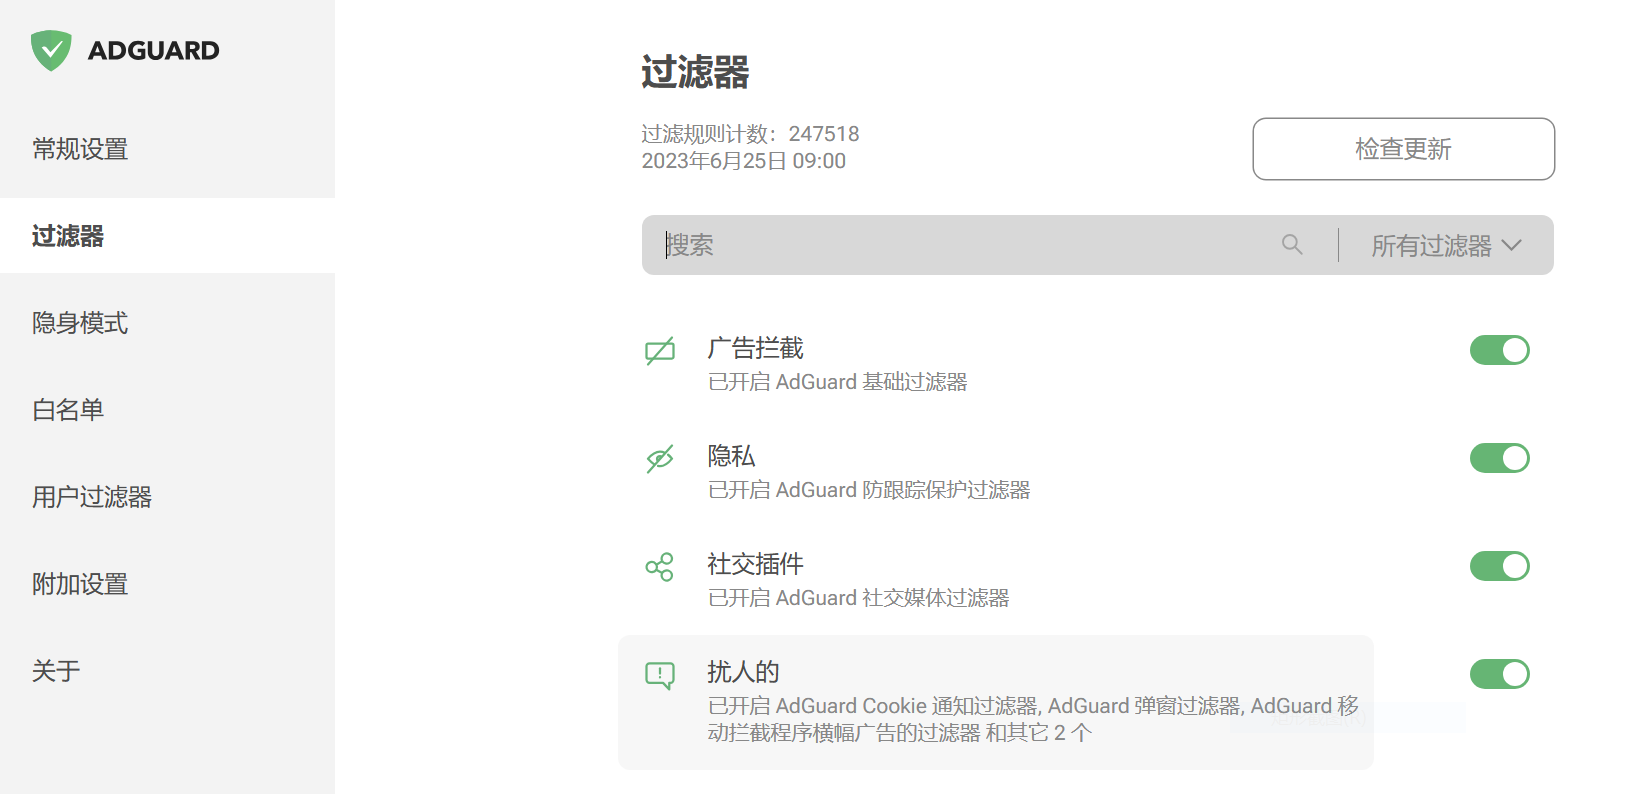 ADGUARD
常规设置
过滤器
隐身模式
白名单
用户过滤器
附加设置
关于
过滤器
过滤规则计数：247518
2023年6月25日 09:00
检查更新
搜索
所有过滤器
广告拦截
已开启 AdGuard 基础过滤器
隐私
已开启 AdGuard 防跟踪保护过滤器
社交插件
已开启 AdGuard 社交媒体过滤器
扰人的
已开启 AdGuard Cookie 通知过滤器, AdGuard 弹窗过滤器, AdGuard 移
动拦截程序横幅广告的过滤器 和其它 2 个